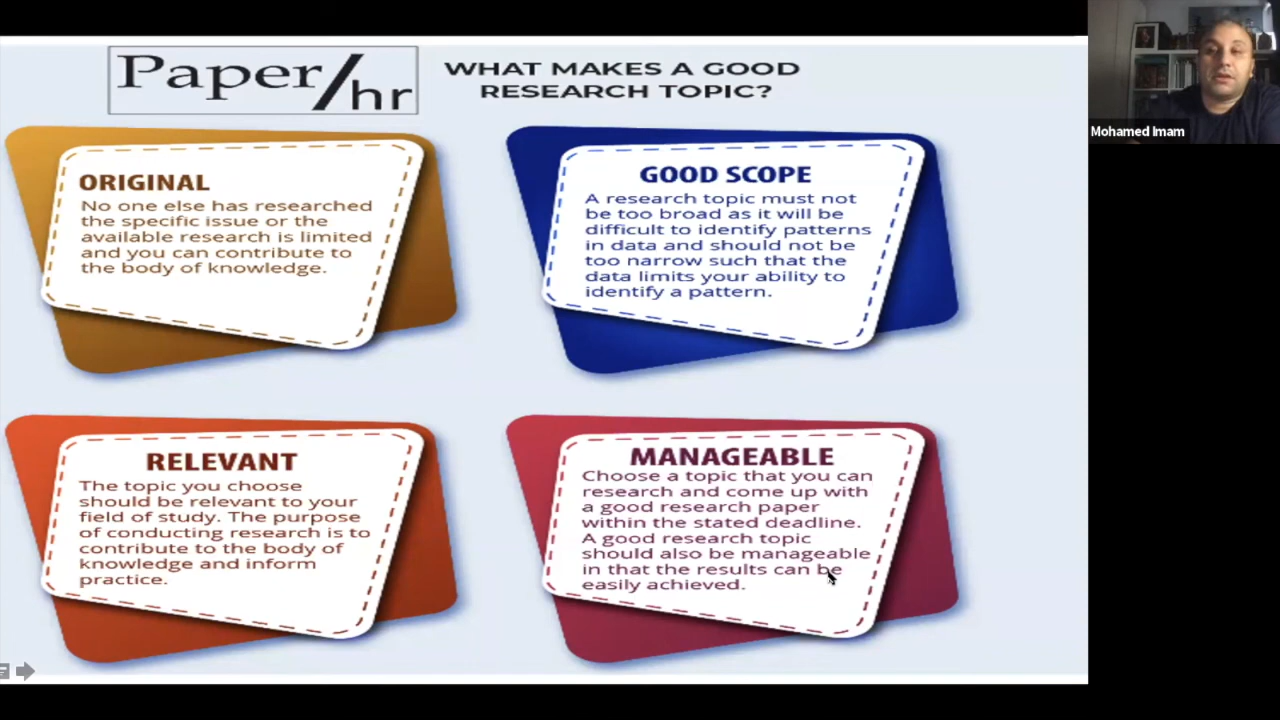 Paper/hr
WHAT MAKES A GOOD
RESEARCH TOPIC?
Mohamed Imam
ORIGINAL
No one else has researched
the specific issue or the
available research is limited
and you can contribute to
the body of knowledge.
GOOD SCOPE
A research topic must not
be too broad as it will be
difficult to identify patterns
in data and should not be
too narrow such that the
data limits your ability to
identify a pattern.
RELEVANT
The topic you choose
should be relevant to your
field of study. The purpose
of conducting research is to
contribute to the body of
knowledge and inform
practice.
MANAGEABLE
Choose a topic that you can
research and come up with
a good research paper
within the stated deadline.
A good research topic
should also be manageable
in that the results can be
easily achieved.